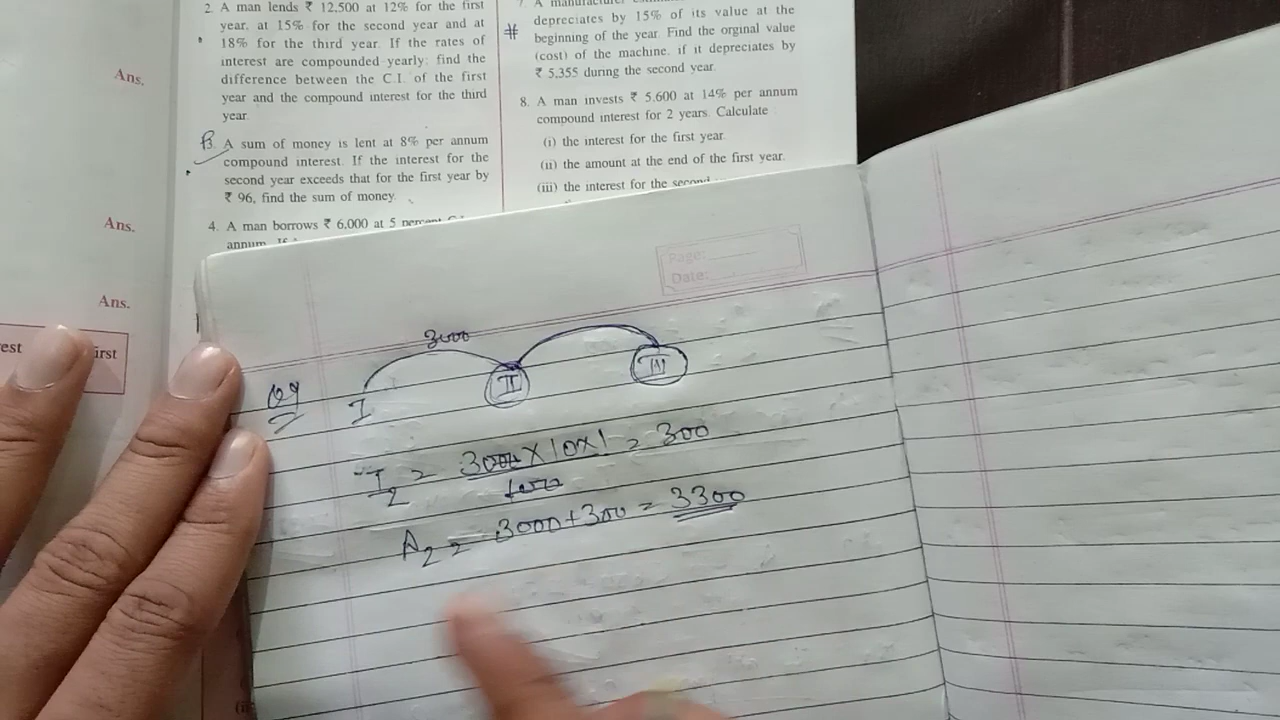 2. A man lends ₹ 12,500 at 12% for the first
year, at 15% for the second year and at
18% for the third year. If the rates of
interest are compounded yearly; find the
difference between the C.I. of the first
year and the compound interest for the third
year.
3. A sum of money is lent at 8% per annum
compound interest. If the interest for the
second year exceeds that for the first year by
₹ 96, find the sum of money.
4. A man borrows ₹ 6,000 at 5 percent
annum.
7. A
depreciates by 15% of its value at the
beginning of the year. Find the orginal value
(cost) of the machine, if it depreciates by
₹ 5,355 during the second year.
#
8. A man invests ₹ 5,600 at 14% per annum
compound interest for 2 years. Calculate
(i) the interest for the first year.
(ii) the amount at the end of the first year.
(iii) the interest for the second
Ans.
Ans.
Ans.
irst
Page:
Date:
3000
Q9
I II III
I2 = 3000×10×1 = 300
100
A2 = 3000+300 = 3300